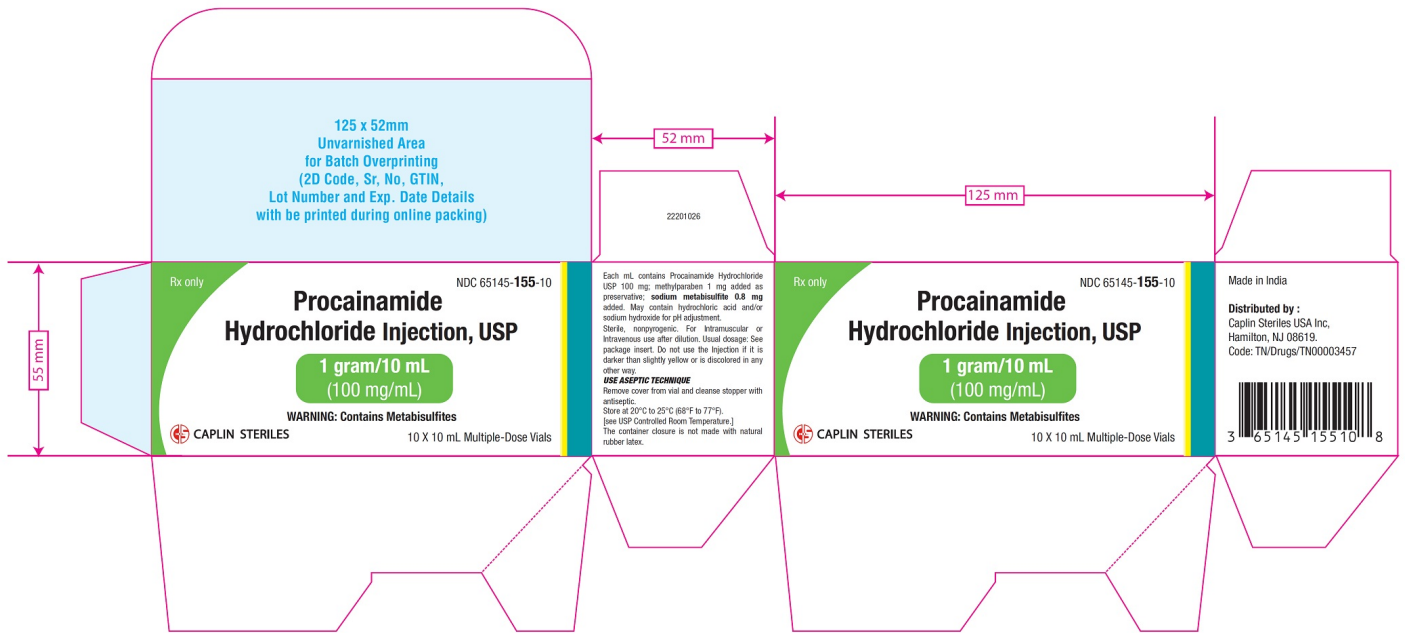 125 x 52mm
Unvarnished Area
for Batch Overprinting
(2D Code, Sr, No, GTIN,
Lot Number and Exp. Date Details
with be printed during online packing)
52 mm
125 mm
55 mm
22201026
Rx only
NDC 65145-155-10
Procainamide
Hydrochloride Injection, USP
1 gram/10 mL
(100 mg/mL)
WARNING: Contains Metabisulfites
CAPLIN STERILES
10 X 10 mL Multiple-Dose Vials
Each mL contains Procainamide Hydrochloride
USP 100 mg; methylparaben 1 mg added as
preservative; sodium metabisulfite 0.8 mg
added. May contain hydrochloric acid and/or
sodium hydroxide for pH adjustment.
Sterile, nonpyrogenic. For Intramuscular or
Intravenous use after dilution. Usual dosage: See
package insert. Do not use the Injection if it is
darker than slightly yellow or is discolored in any
other way.
USE ASEPTIC TECHNIQUE
Remove cover from vial and cleanse stopper with
antiseptic.
Store at 20°C to 25°C (68°F to 77°F).
[see USP Controlled Room Temperature.]
The container closure is not made with natural
rubber latex.
Rx only
NDC 65145-155-10
Procainamide
Hydrochloride Injection, USP
1 gram/10 mL
(100 mg/mL)
WARNING: Contains Metabisulfites
CAPLIN STERILES
10 X 10 mL Multiple-Dose Vials
Made in India
Distributed by :
Caplin Steriles USA Inc,
Hamilton, NJ 08619.
Code: TN/Drugs/TN00003457
3 65145 15510 8